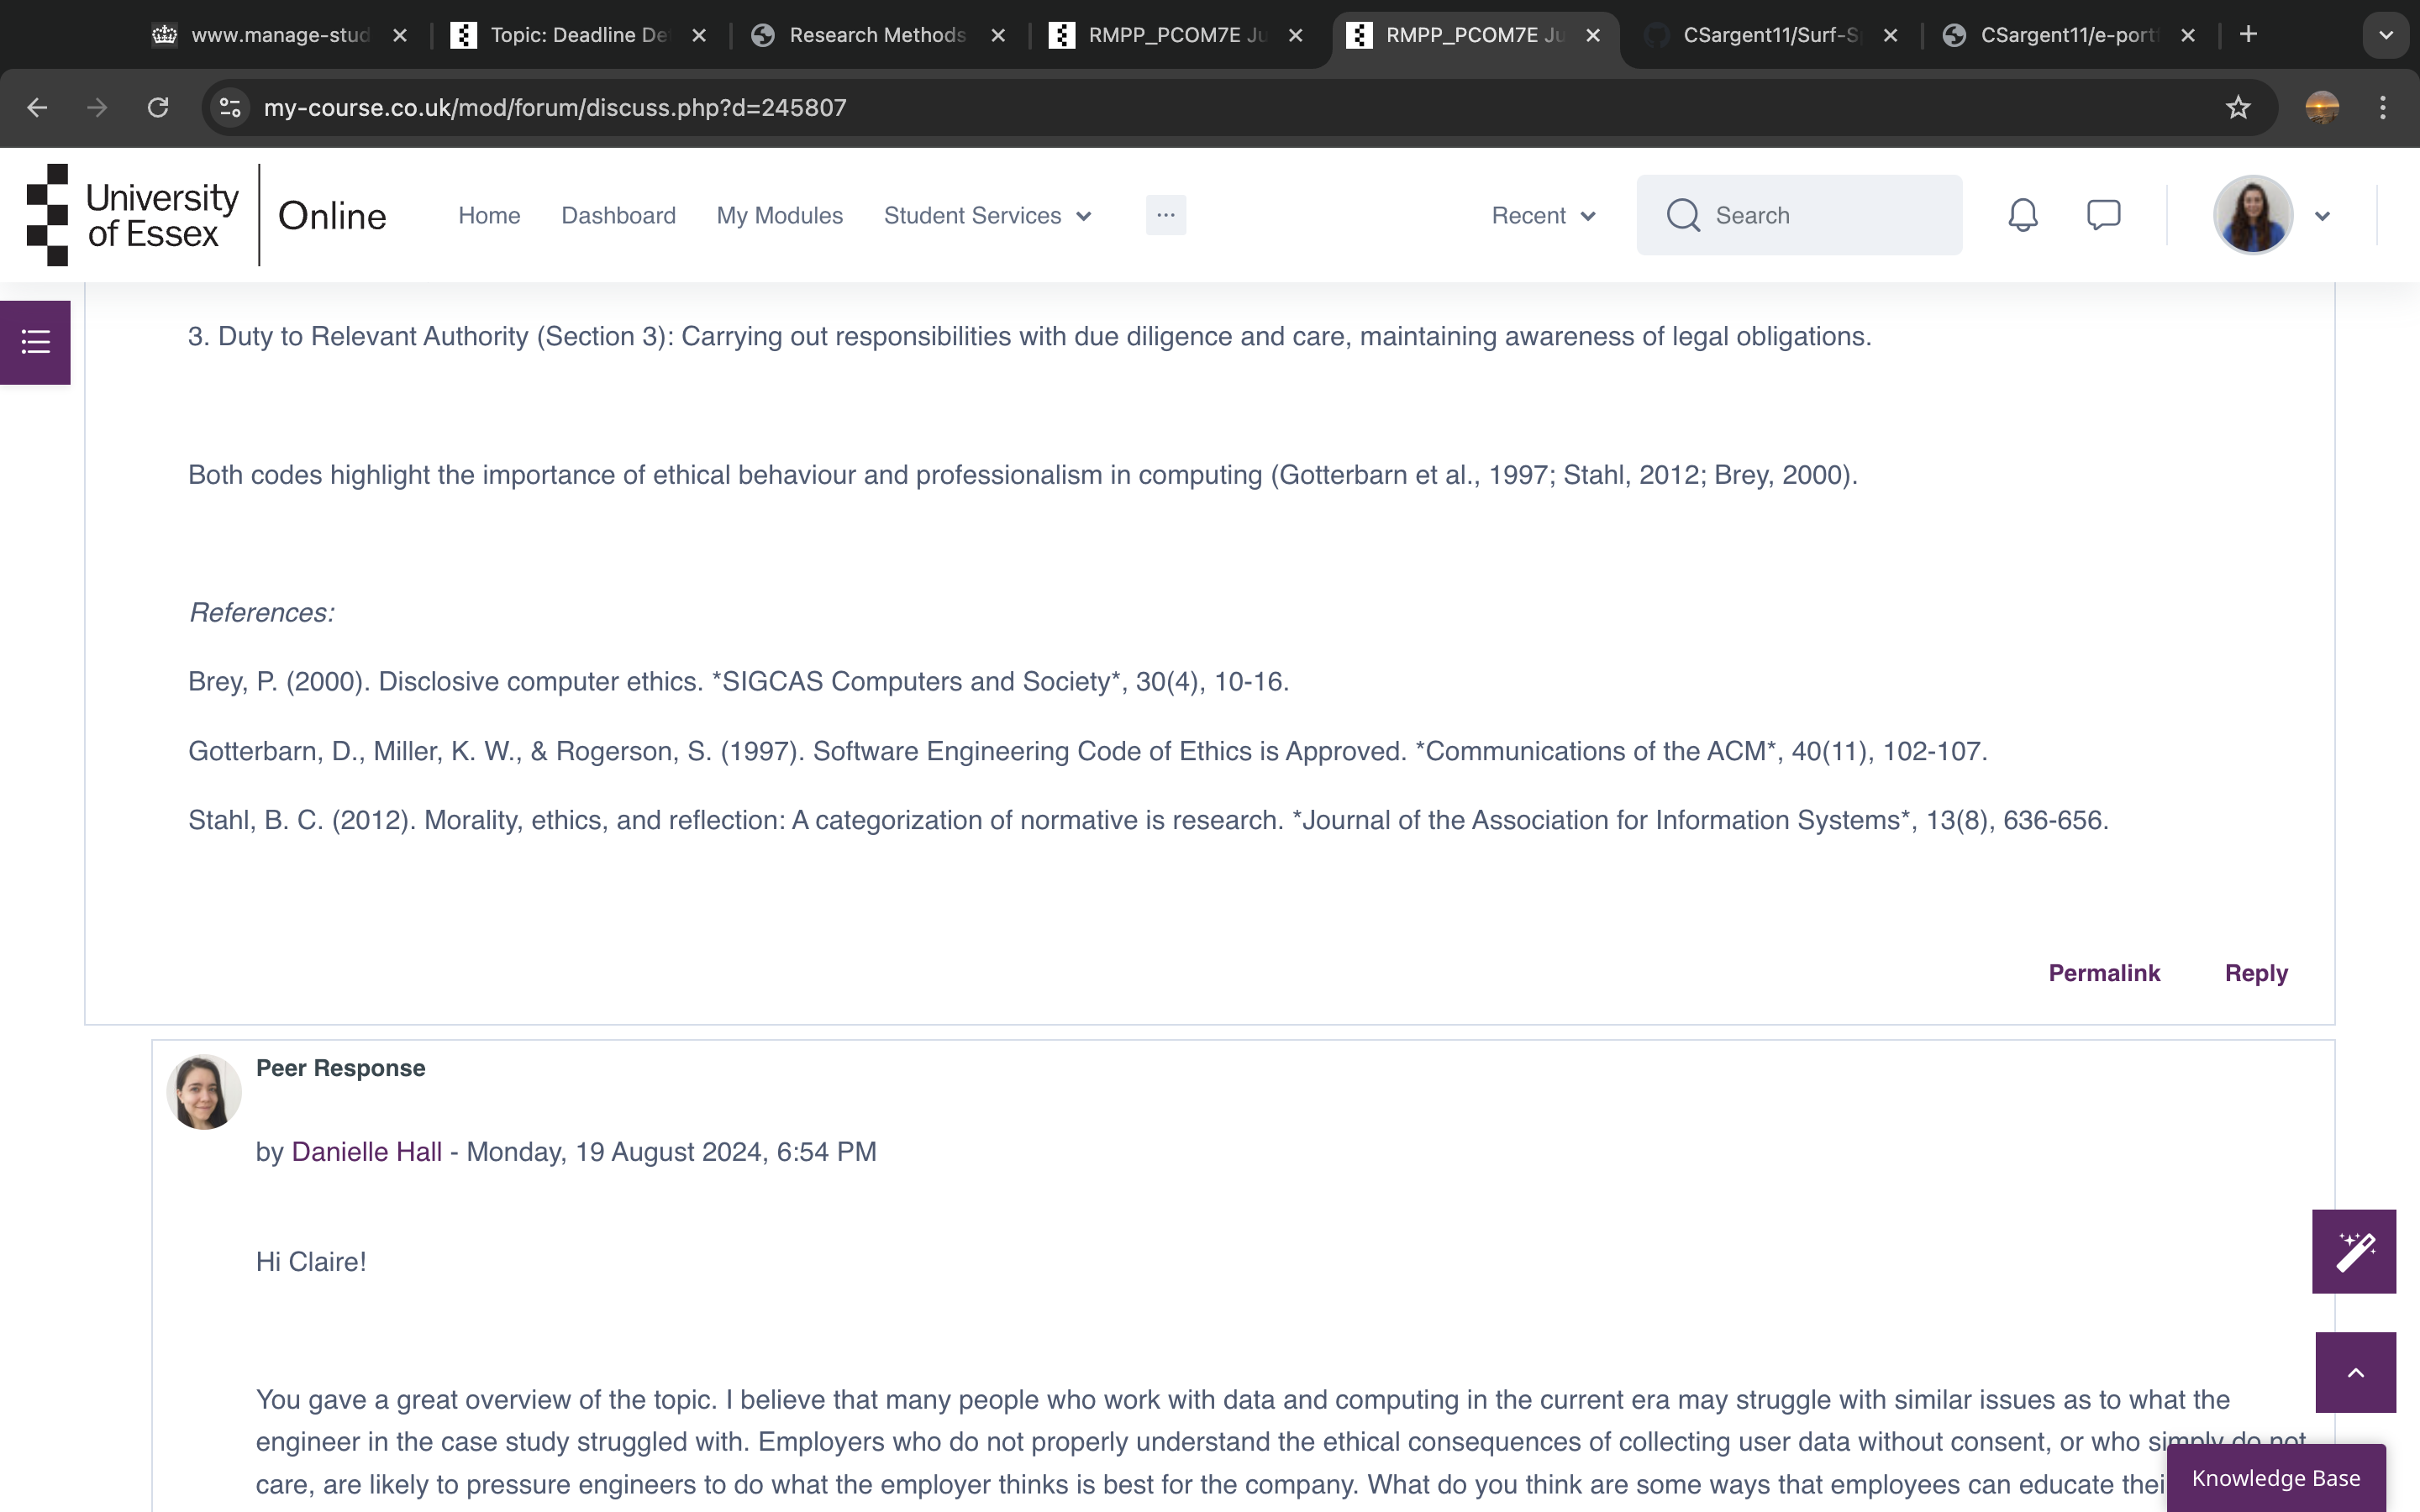 www.manage-stud
Topic: Deadline De
Research Methods
RMPP_PCOM7E Ju
RMPP_PCOM7E Ju
CSargent11/Surf-S
CSargent11/e-port
my-course.co.uk/mod/forum/discuss.php?d=245807
University of Essex
Online
Home
Dashboard
My Modules
Student Services
Recent
Search
3. Duty to Relevant Authority (Section 3): Carrying out responsibilities with due diligence and care, maintaining awareness of legal obligations.
Both codes highlight the importance of ethical behaviour and professionalism in computing (Gotterbarn et al., 1997; Stahl, 2012; Brey, 2000).
References:
Brey, P. (2000). Disclosive computer ethics. *SIGCAS Computers and Society*, 30(4), 10-16.
Gotterbarn, D., Miller, K. W., & Rogerson, S. (1997). Software Engineering Code of Ethics is Approved. *Communications of the ACM*, 40(11), 102-107.
Stahl, B. C. (2012). Morality, ethics, and reflection: A categorization of normative is research. *Journal of the Association for Information Systems*, 13(8), 636-656.
Permalink
Reply
Peer Response
by Danielle Hall - Monday, 19 August 2024, 6:54 PM
Hi Claire!
You gave a great overview of the topic. I believe that many people who work with data and computing in the current era may struggle with similar issues as to what the
engineer in the case study struggled with. Employers who do not properly understand the ethical consequences of collecting user data without consent, or who simply do not
care, are likely to pressure engineers to do what the employer thinks is best for the company. What do you think are some ways that employees can educate thei
Knowledge Base